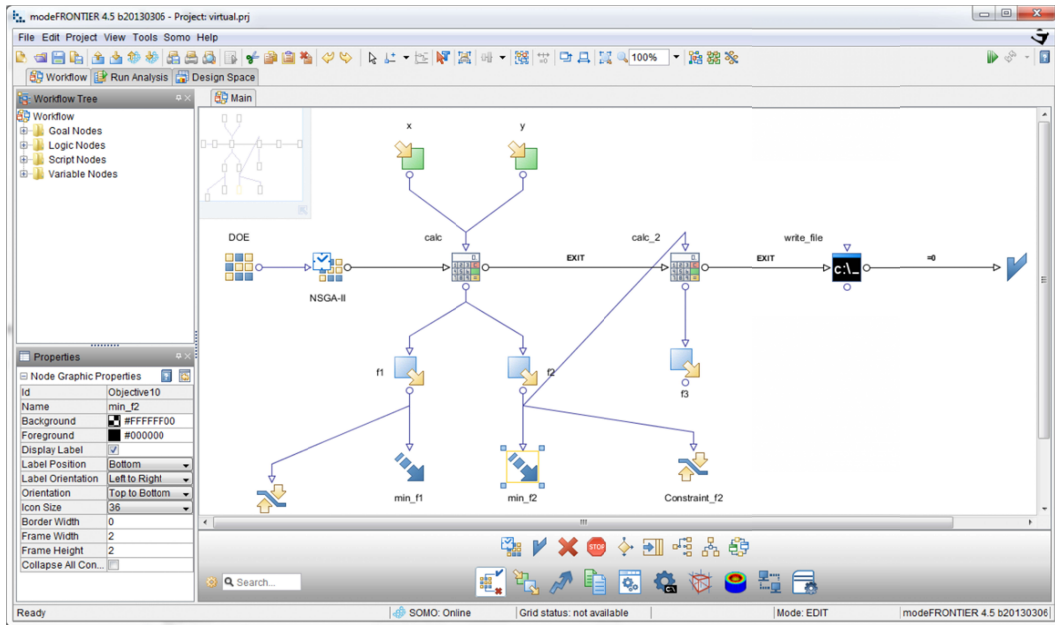 modeFRONTIER 4.5 b20130306 - Project: virtual.prj
File Edit Project View Tools Somo Help
100%
Workflow Run Analysis Design Space
Workflow Tree
Main
Workflow
Goal Nodes
Logic Nodes
Script Nodes
Variable Nodes
x y
DOE calc calc_2 write_file
EXIT EXIT =0
C:\_
NSGA-II
f1 f2 f3
min_f1 min_f2 Constraint_f2
Properties
Node Graphic Properties
Id Objective10
Name min_f2
Background #FFFFFF00
Foreground #000000
Display Label
Label Position Bottom
Label Orientation Left to Right
Orientation Top to Bottom
Icon Size 36
Border Width 0
Frame Width 2
Frame Height 2
Collapse All Con...
STOP
Search...
C:\
Ready SOMO: Online Grid status: not available Mode: EDIT modeFRONTIER 4.5 b20130306